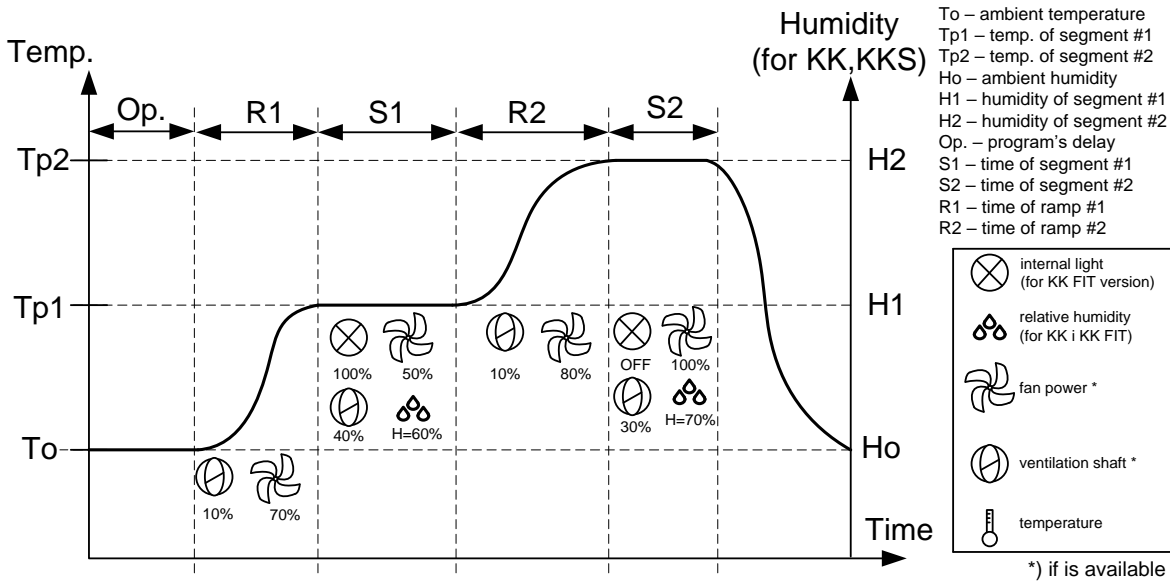 Humidity
(for KK,KKS)
Temp.
Op.
R1
S1
R2
S2
Tp2
H2
Tp1
H1
100%
50%
10%
80%
OFF
100%
40%
H=60%
30%
H=70%
To
Ho
10%
70%
Time
To – ambient temperature
Tp1 – temp. of segment #1
Tp2 – temp. of segment #2
Ho – ambient humidity
H1 – humidity of segment #1
H2 – humidity of segment #2
Op. – program's delay
S1 – time of segment #1
S2 – time of segment #2
R1 – time of ramp #1
R2 – time of ramp #2
internal light
(for KK FIT version)
relative humidity
(for KK i KK FIT)
fan power *
ventilation shaft *
temperature
*) if is available